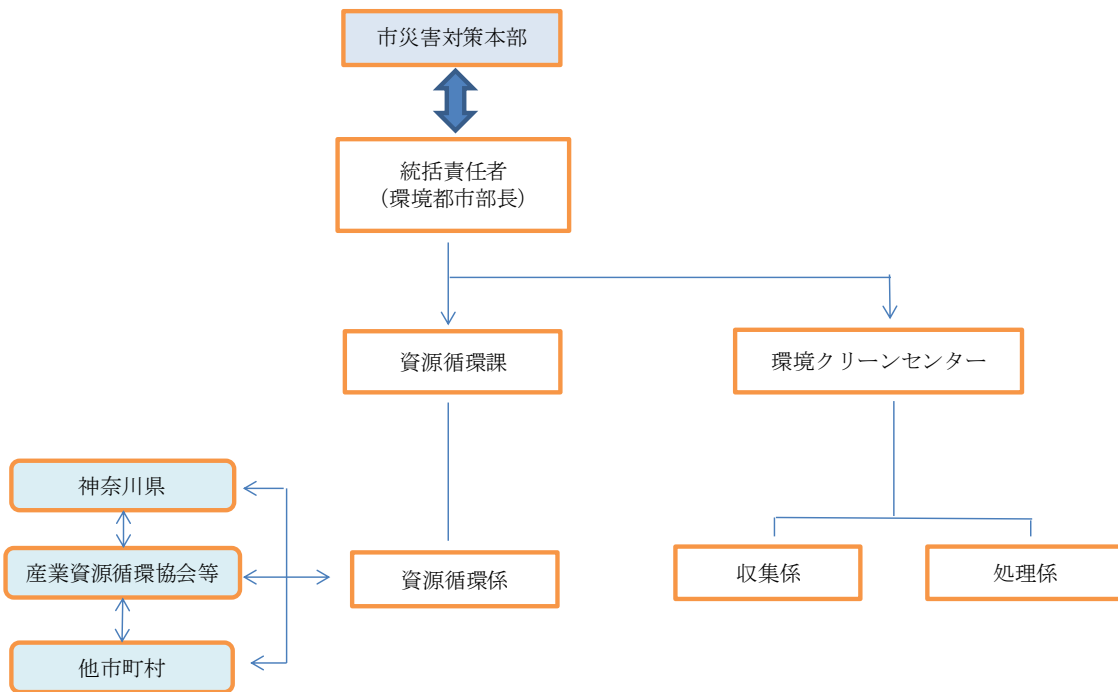 市災害対策本部
統括責任者
（環境都市部長）
資源循環課
環境クリーンセンター
神奈川県
産業資源循環協会等
他市町村
資源循環係
収集係
処理係